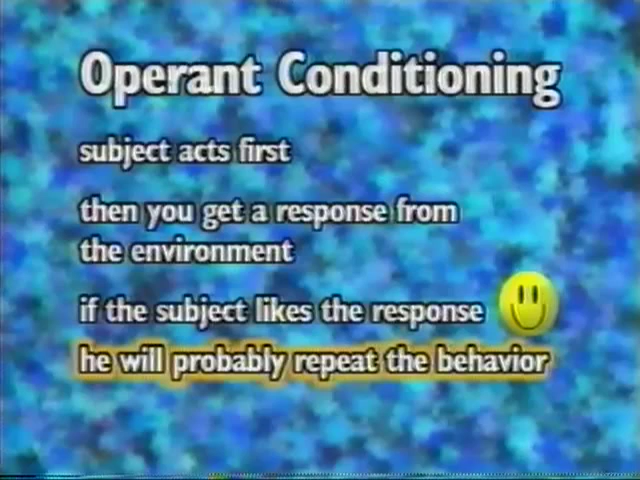 Operant Conditioning
subject acts first
then you get a response from
the environment
if the subject likes the response
he will probably repeat the behavior